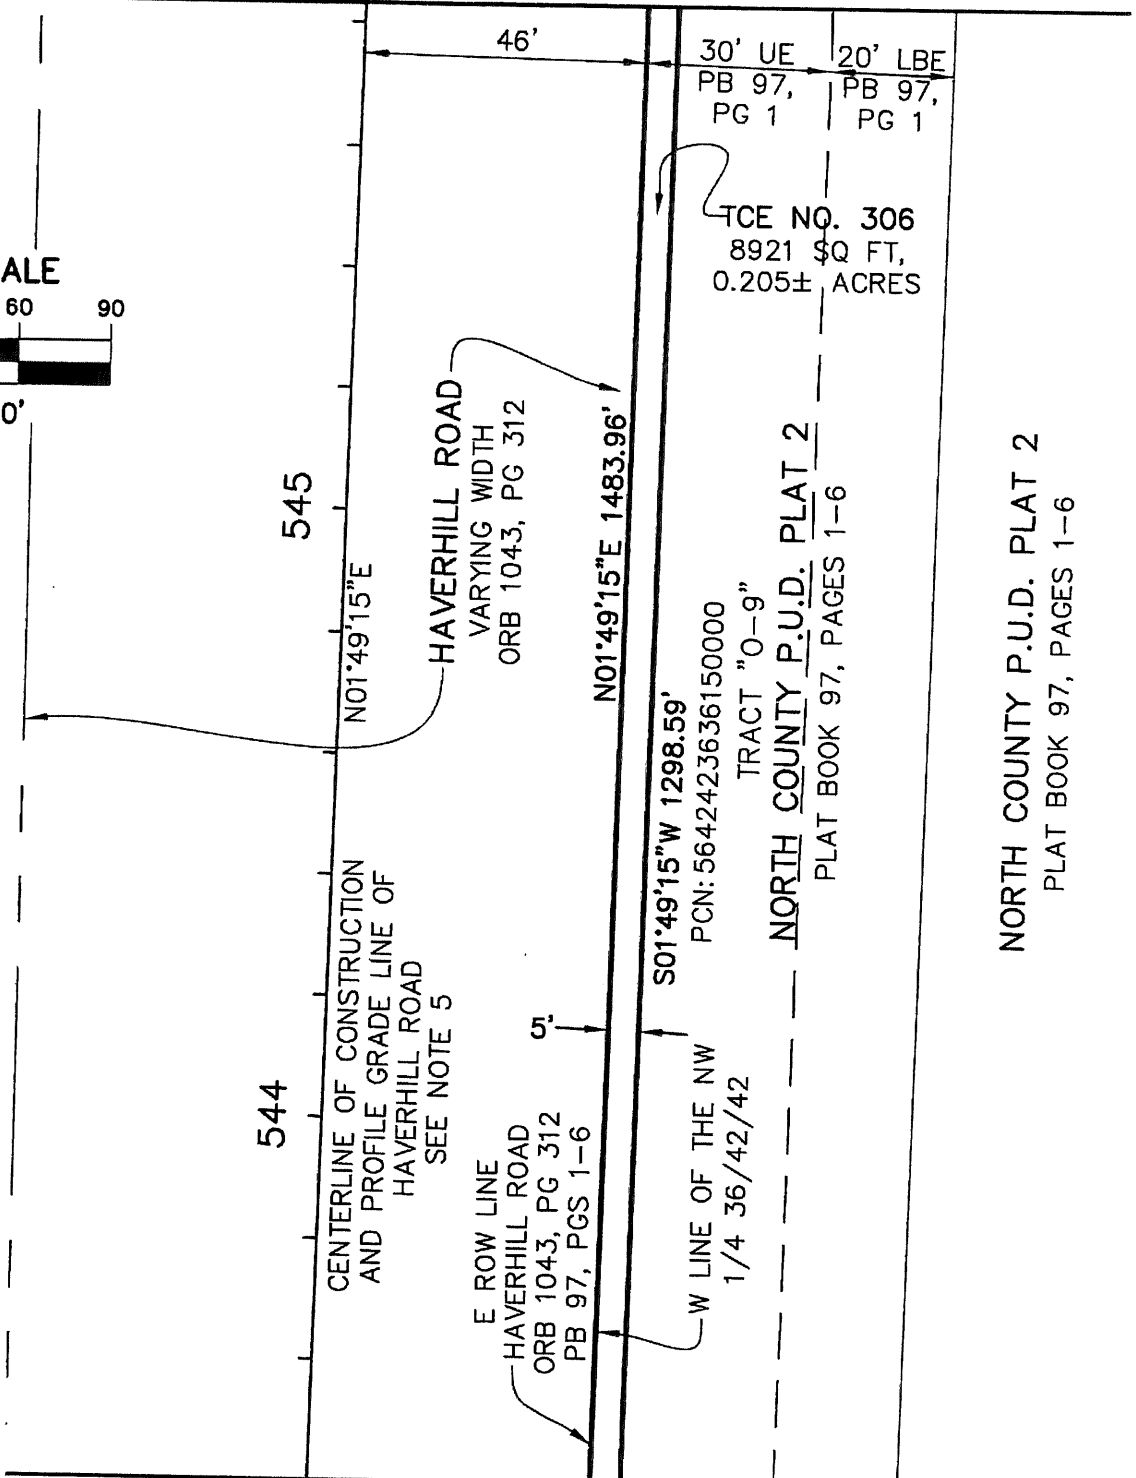 46'
30' UE
PB 97,
PG 1
20' LBE
PB 97,
PG 1
TCE NO. 306
8921 SQ FT,
0.205± ACRES
ALE
60 90
0'
HAVERHILL ROAD
VARYING WIDTH
ORB 1043, PG 312
545
N01°49'15"E
N01°49'15"E 1483.96'
S01°49'15"W 1298.59'
PCN: 5642423636150000
TRACT "O-9"
NORTH COUNTY P.U.D. PLAT 2
PLAT BOOK 97, PAGES 1-6
NORTH COUNTY P.U.D. PLAT 2
PLAT BOOK 97, PAGES 1-6
544
CENTERLINE OF CONSTRUCTION
AND PROFILE GRADE LINE OF
HAVERHILL ROAD
SEE NOTE 5
5'
E ROW LINE
HAVERHILL ROAD
ORB 1043, PG 312
PB 97, PGS 1-6
W LINE OF THE NW
1/4 36/42/42